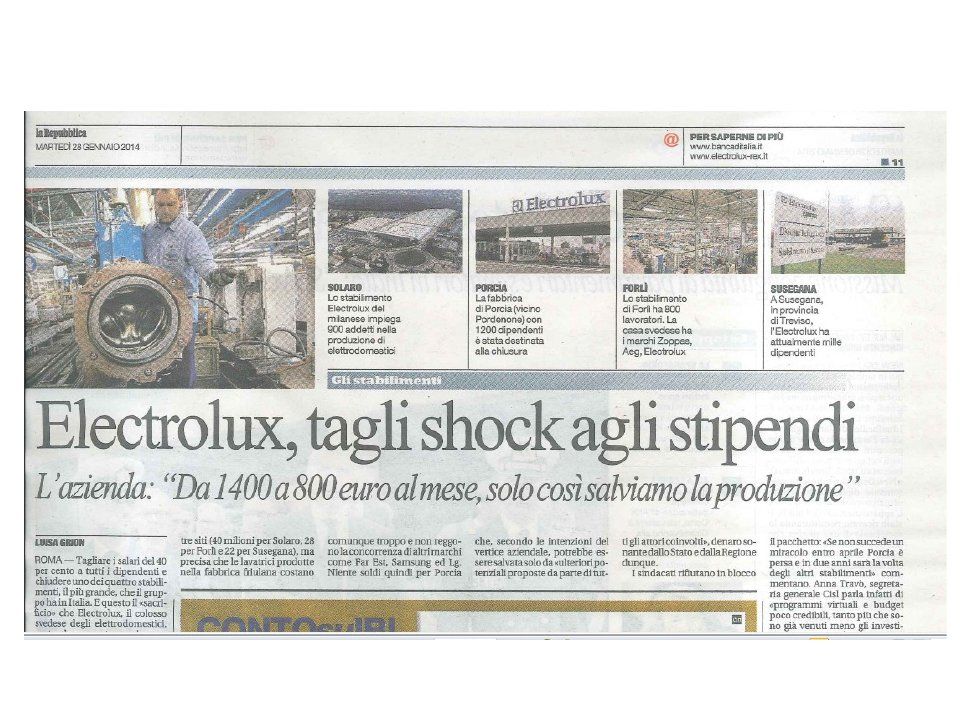 la Repubblica
MARTEDÌ 28 GENNAIO 2014
@
PER SAPERNE DI PIÙ
www.bancaditalia.it
www.electrolux-rex.it
11
Electrolux
SOLARO
Lo stabilimento
Electrolux del
milanese impiega
900 addetti nella
produzione di
elettrodomatici
PORCIA
La fabbrica
di Porcia (vicino
Pordenone) con
1200 dipendenti
è stata destinata
alla chiusura
FORLÌ
Lo stabilimento
di Forlì ha 800
lavoratori. La
casa svedese ha
i marchi Zoppas,
Aeg, Electrolux
SUSEGANA
A Susegana,
in provincia
di Treviso,
l'Electrolux ha
attualmente mille
dipendenti
Gli stabilimenti
Electrolux, tagli shock agli stipendi
L'azienda: “Da 1400 a 800 euro al mese, solo così salviamo la produzione”
LUISA GRION
ROMA — Tagliare i salari del 40
per cento a tutti i dipendenti e
chiudere uno dei quattro stabili-
menti, il più grande, che il grup-
po ha in Italia. E questo il «sacri-
ficio» che Electrolux, il colosso
svedese degli elettrodomestici,
tre siti (40 milioni per Solaro, 28
per Forlì e 22 per Susegana), ma
precisa che le lavatrici prodotte
nella fabbrica friulana costano
comunque troppo e non reggo-
no la concorrenza di altri marchi
come Far Est, Samsung ed Lg.
Niente soldi quindi per Porcia
che, secondo le intenzioni del
vertice aziendale, potrebbe es-
sere salvata solo da «ulteriori po-
tenziali proposte da parte di tut-
ti gli attori coinvolti», denaro so-
nante dallo Stato e dalla Regione
dunque.
I sindacati rifiutano in blocco
il pacchetto: «Se non succede un
miracolo entro aprile Porcia è
persa e in due anni sarà la volta
degli altri stabilimenti» com-
mentano. Anna Travò, segreta-
ria generale Cisl parla infatti di
«programmi virtuali e budget
poco credibili, tanto più che so-
no già venuti meno gli investi-
CONTO